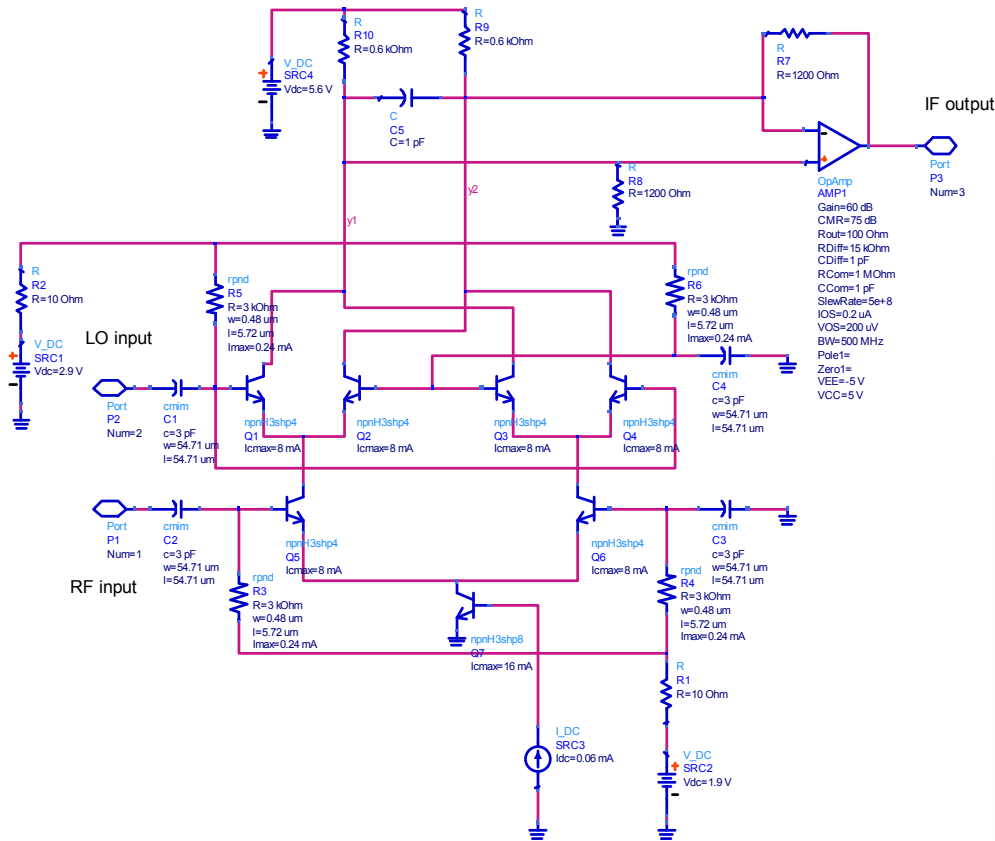 R
R10
R=0.6 kOhm
R
R9
R=0.6 kOhm
V_DC
SRC4
Vdc=5.6 V
C
C5
C=1 pF
R
R7
R=1200 Ohm
IF output
Port
P3
Num=3
R
R8
R=1200 Ohm
OpAmp
AMP1
Gain=60 dB
CMR=75 dB
Rout=100 Ohm
RDiff=15 kOhm
CDiff=1 pF
RCom=1 MOhm
CCom=1 pF
SlewRate=5e+8
IOS=0.2 uA
VOS=200 uV
BW=500 MHz
Pole1=
Zero1=
VEE=-5 V
VCC=5 V
y1
y2
R
R2
R=10 Ohm
rpnd
R5
R=3 kOhm
w=0.48 um
l=5.72 um
Imax=0.24 mA
rpnd
R6
R=3 kOhm
w=0.48 um
l=5.72 um
Imax=0.24 mA
V_DC
SRC1
Vdc=2.9 V
LO input
Port
P2
Num=2
cmim
C1
c=3 pF
w=54.71 um
l=54.71 um
npnH3shp4
Q1
Icmax=8 mA
npnH3shp4
Q2
Icmax=8 mA
npnH3shp4
Q3
Icmax=8 mA
npnH3shp4
Q4
Icmax=8 mA
cmim
C4
c=3 pF
w=54.71 um
l=54.71 um
Port
P1
Num=1
RF input
cmim
C2
c=3 pF
w=54.71 um
l=54.71 um
npnH3shp4
Q5
Icmax=8 mA
npnH3shp4
Q6
Icmax=8 mA
cmim
C3
c=3 pF
w=54.71 um
l=54.71 um
rpnd
R3
R=3 kOhm
w=0.48 um
l=5.72 um
Imax=0.24 mA
rpnd
R4
R=3 kOhm
w=0.48 um
l=5.72 um
Imax=0.24 mA
npnH3shp8
Q7
Icmax=16 mA
R
R1
R=10 Ohm
I_DC
SRC3
Idc=0.06 mA
V_DC
SRC2
Vdc=1.9 V